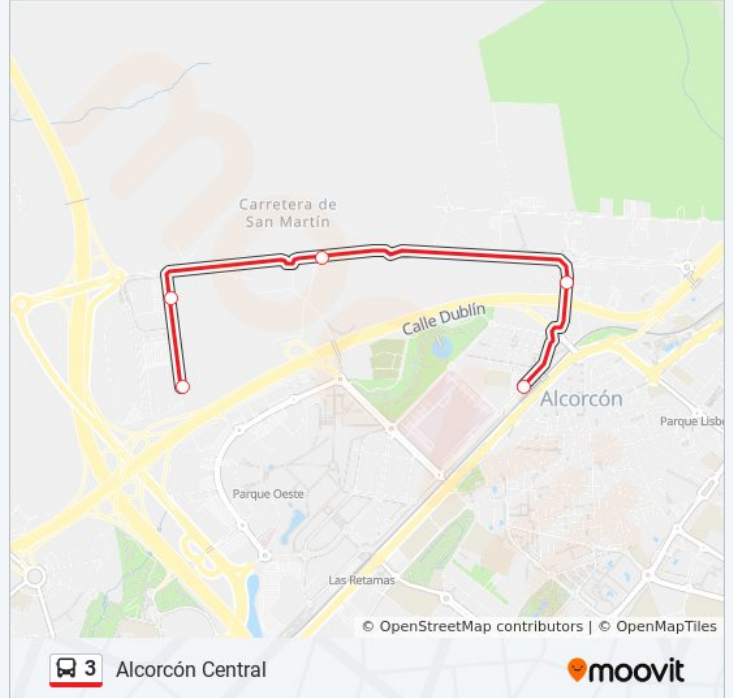 Carretera de
San Martín
Calle Dublín
Alcorcón
Parque Lisbo
Parque Oeste
Las Retamas
© OpenStreetMap contributors | © OpenMapTiles
3 Alcorcón Central
moovit